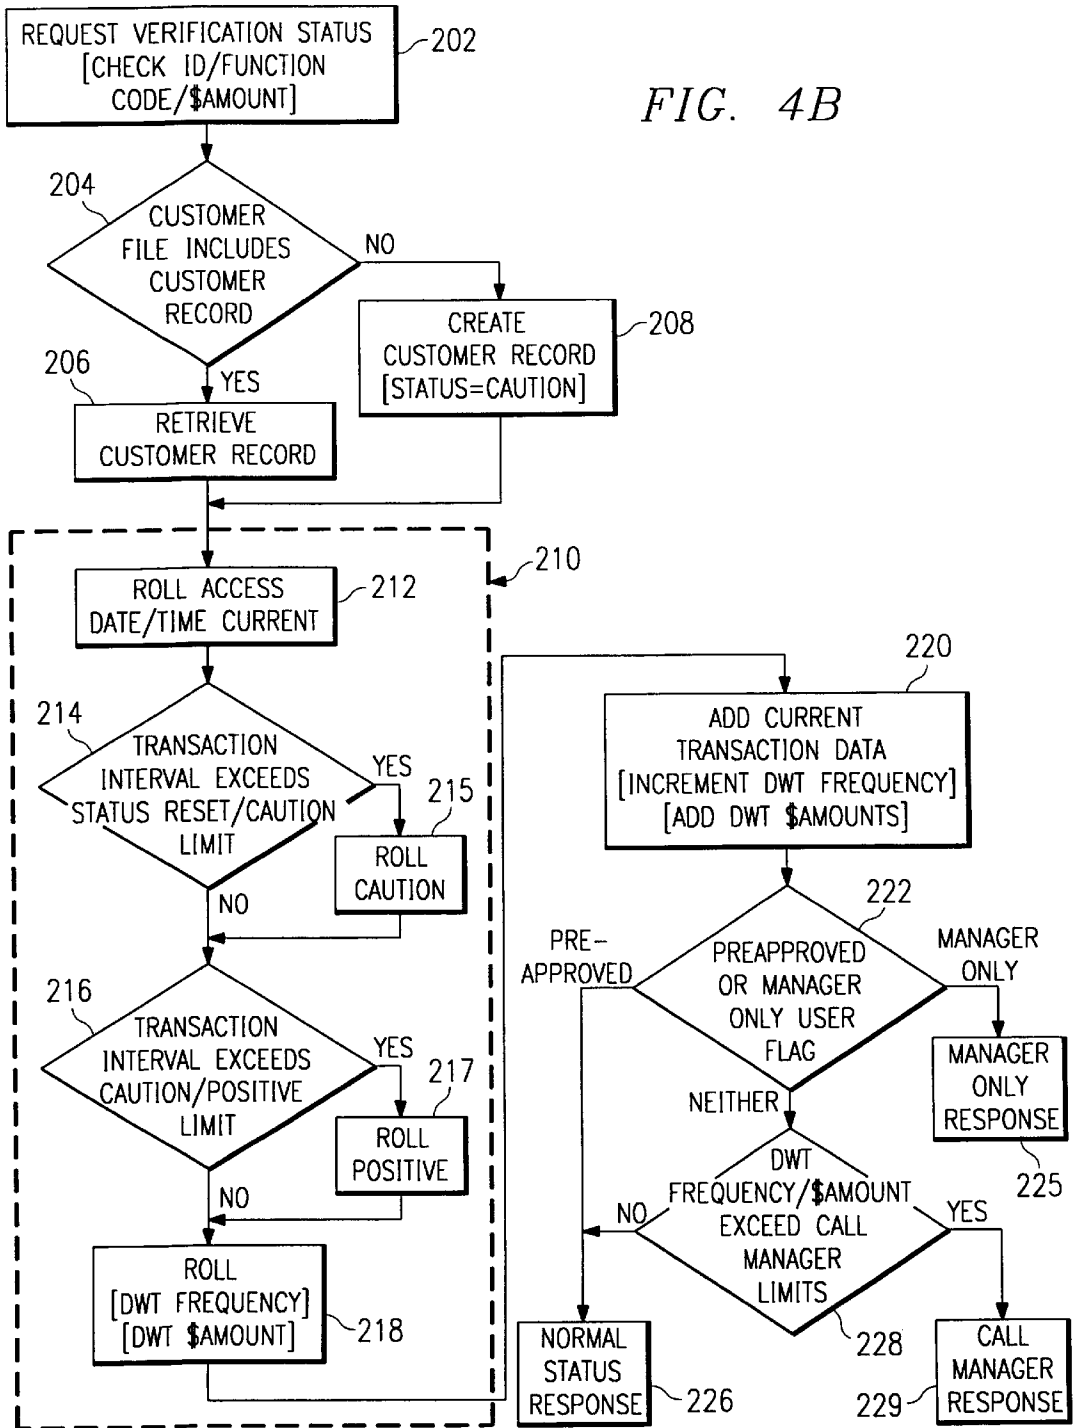 REQUEST VERIFICATION STATUS
[CHECK ID/FUNCTION
CODE/$AMOUNT]
202
FIG. 4B
204
CUSTOMER
FILE INCLUDES
CUSTOMER
RECORD
NO
YES
CREATE
CUSTOMER RECORD
[STATUS=CAUTION]
208
206
RETRIEVE
CUSTOMER RECORD
210
ROLL ACCESS
DATE/TIME CURRENT
212
214
TRANSACTION
INTERVAL EXCEEDS
STATUS RESET/CAUTION
LIMIT
YES
215
ROLL
CAUTION
NO
216
TRANSACTION
INTERVAL EXCEEDS
CAUTION/POSITIVE
LIMIT
YES
217
ROLL
POSITIVE
NO
ROLL
[DWT FREQUENCY]
[DWT $AMOUNT]
218
220
ADD CURRENT
TRANSACTION DATA
[INCREMENT DWT FREQUENCY]
[ADD DWT $AMOUNTS]
222
PRE-
APPROVED
PREAPPROVED
OR MANAGER
ONLY USER
FLAG
MANAGER
ONLY
NEITHER
MANAGER
ONLY
RESPONSE
225
DWT
FREQUENCY/$AMOUNT
EXCEED CALL
MANAGER
LIMITS
NO
YES
228
NORMAL
STATUS
RESPONSE
226
CALL
MANAGER
RESPONSE
229